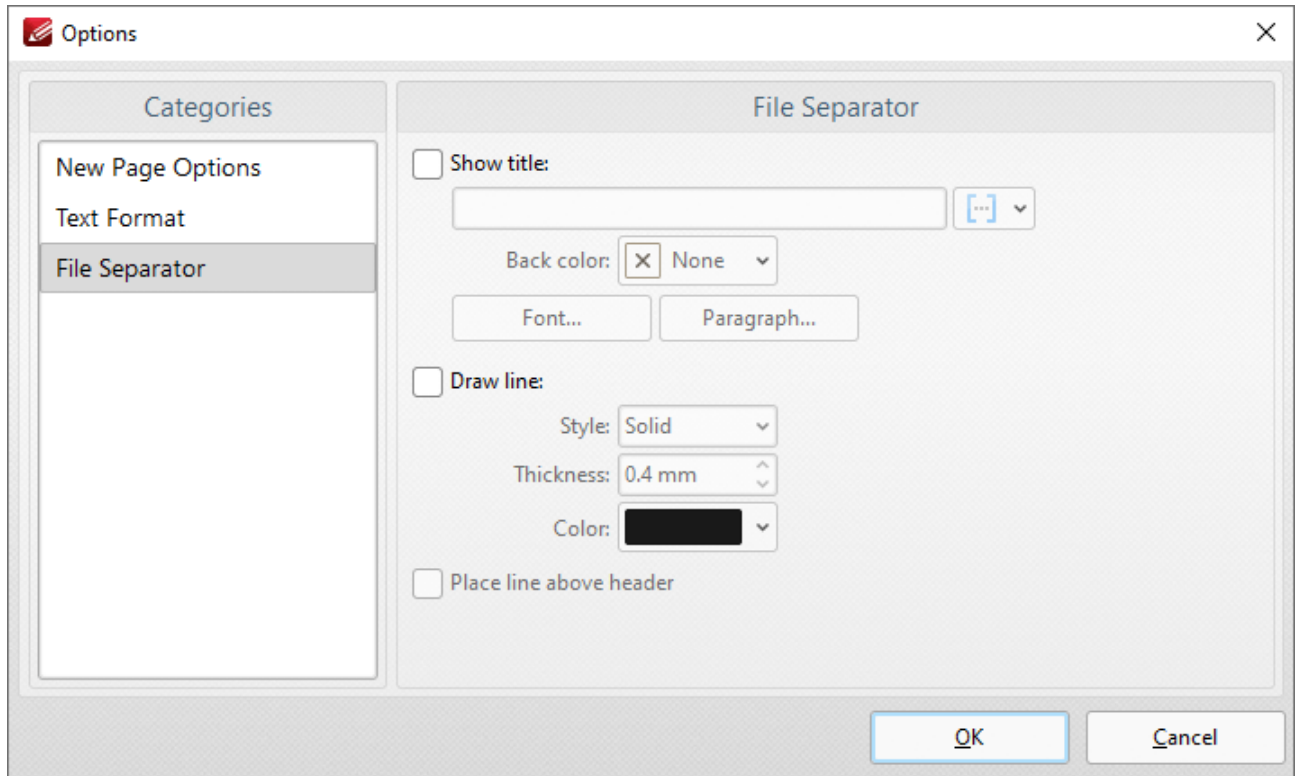 Options
Categories
New Page Options
Text Format
File Separator
File Separator
Show title:
Back color: None
Font... Paragraph...
Draw line:
Style: Solid
Thickness: 0.4 mm
Color:
Place line above header
OK Cancel